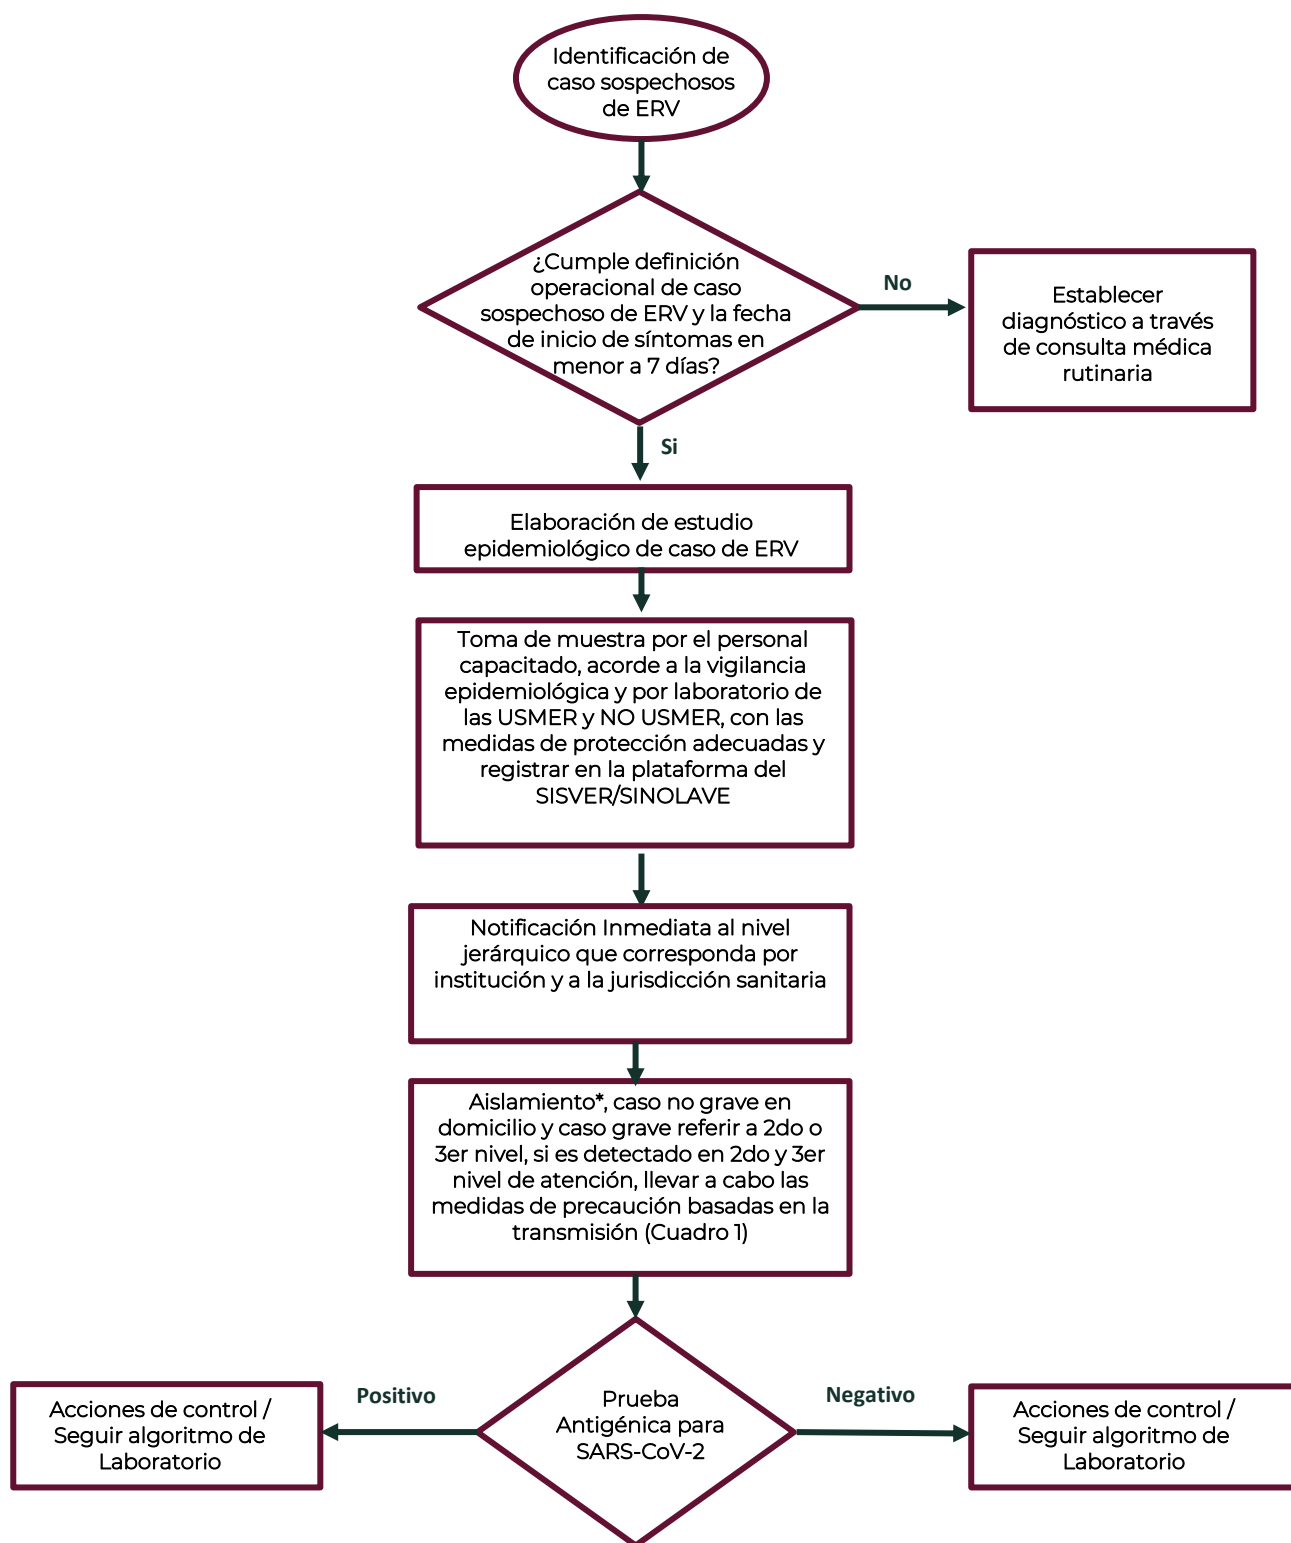 Identificación de
caso sospechosos
de ERV
¿Cumple definición
operacional de caso
sospechoso de ERV y la fecha
de inicio de síntomas en
menor a 7 días?
No
Establecer
diagnóstico a través
de consulta médica
rutinaria
Si
Elaboración de estudio
epidemiológico de caso de ERV
Toma de muestra por el personal
capacitado, acorde a la vigilancia
epidemiológica y por laboratorio de
las USMER y NO USMER, con las
medidas de protección adecuadas y
registrar en la plataforma del
SISVER/SINOLAVE
Notificación Inmediata al nivel
jerárquico que corresponda por
institución y a la jurisdicción sanitaria
Aislamiento*, caso no grave en
domicilio y caso grave referir a 2do o
3er nivel, si es detectado en 2do y 3er
nivel de atención, llevar a cabo las
medidas de precaución basadas en la
transmisión (Cuadro 1)
Prueba
Antigénica para
SARS-CoV-2
Positivo
Acciones de control /
Seguir algoritmo de
Laboratorio
Negativo
Acciones de control /
Seguir algoritmo de
Laboratorio